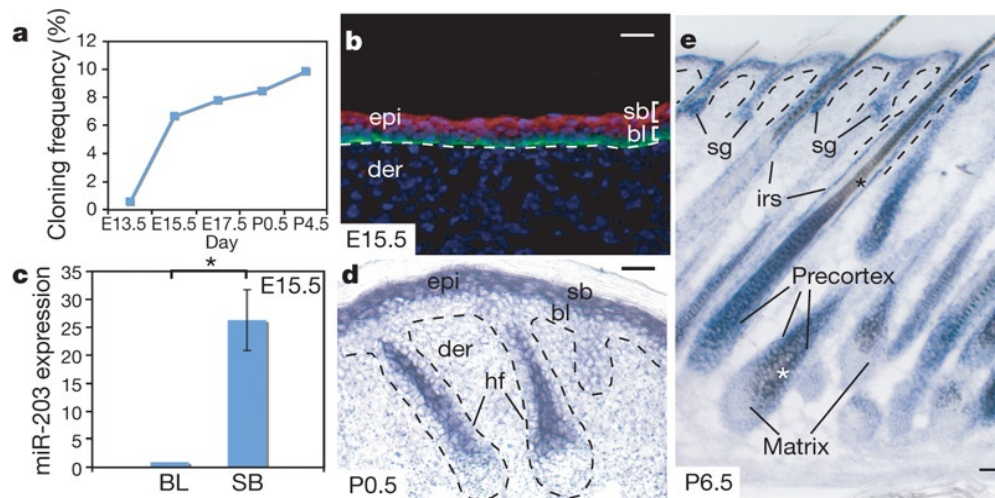 a
Cloning frequency (%)
12
10
8
6
4
2
0
E13.5 E15.5 E17.5 P0.5 P4.5
Day
b
epi
sb
bl
der
E15.5
c
miR-203 expression
35
30
25
20
15
10
5
0
*
E15.5
BL SB
d
epi
sb
bl
der
hf
P0.5
e
sg
sg
irs
*
Precortex
*
Matrix
P6.5